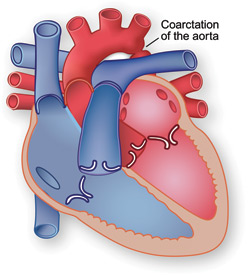 Coarctation
of the aorta